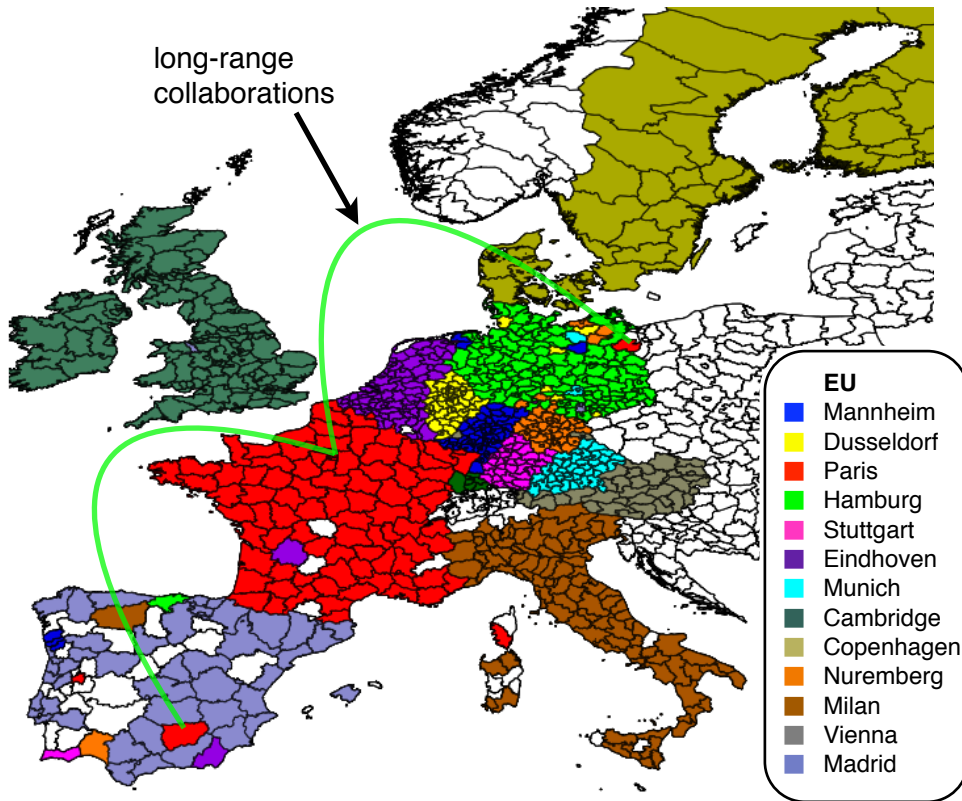 long-range
collaborations
EU
Mannheim
Dusseldorf
Paris
Hamburg
Stuttgart
Eindhoven
Munich
Cambridge
Copenhagen
Nuremberg
Milan
Vienna
Madrid